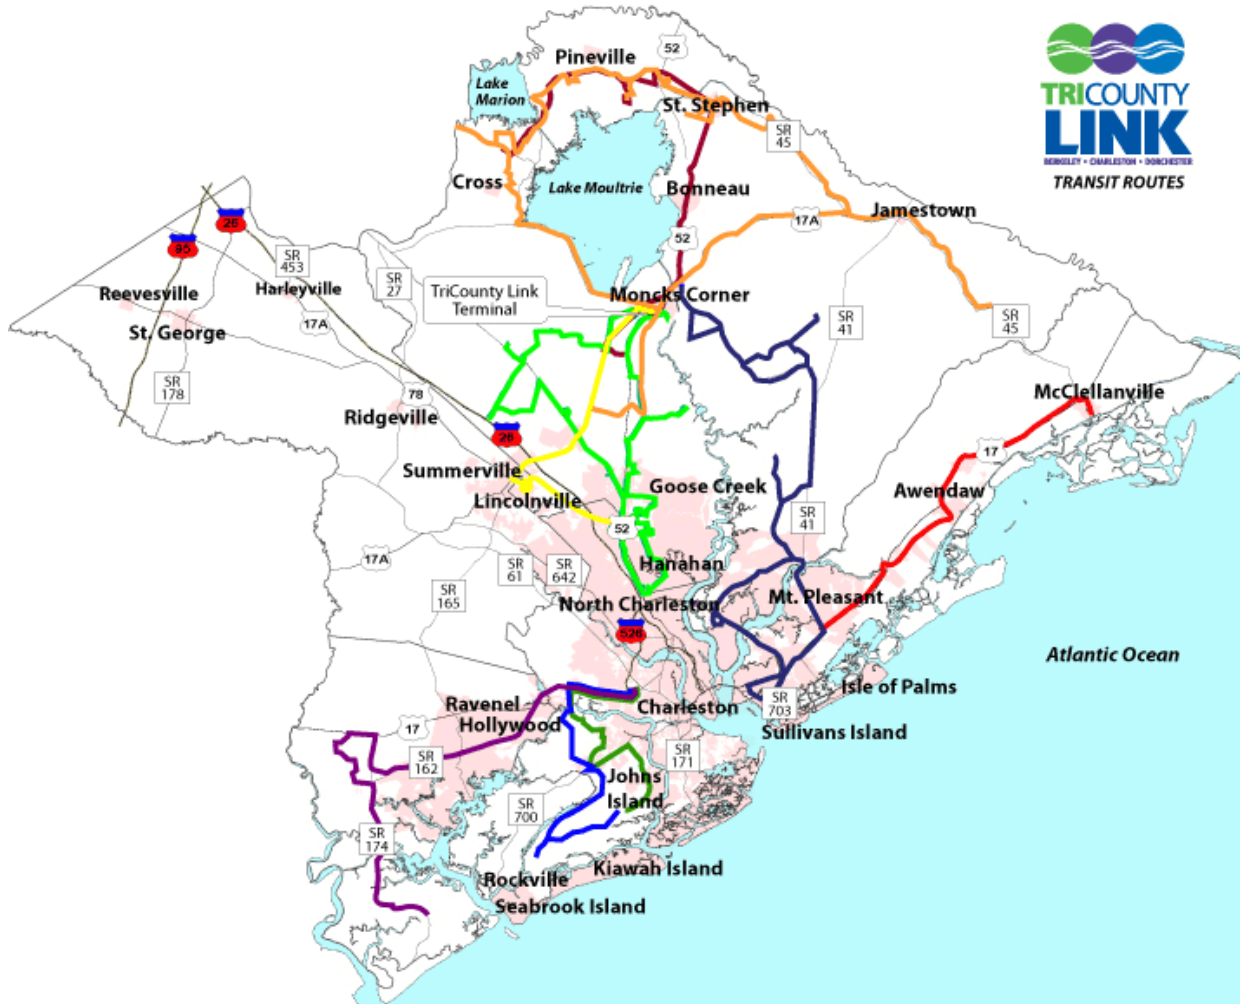 52
Pineville
Lake
Marion
St. Stephen
SR
45
TRICOUNTY
LINK
BERKELEY • CHARLESTON • DORCHESTER
TRANSIT ROUTES
Cross
Lake Moultrie
Bonneau
26
95
SR
453
17A
Jamestown
52
SR
27
Harleyville
Reevesville
TriCounty Link
Terminal
Moncks Corner
17A
St. George
SR
41
SR
45
SR
178
78
McClellanville
Ridgeville
26
17
Summerville
Lincolnville
Goose Creek
Awendaw
52
SR
41
17A
SR
61
SR
642
Hanahan
SR
165
North Charleston
Mt. Pleasant
526
Atlantic Ocean
Isle of Palms
Ravenel
Hollywood
Charleston
SR
703
17
Sullivans Island
SR
162
SR
171
Johns
Island
SR
700
SR
174
Kiawah Island
Rockville
Seabrook Island